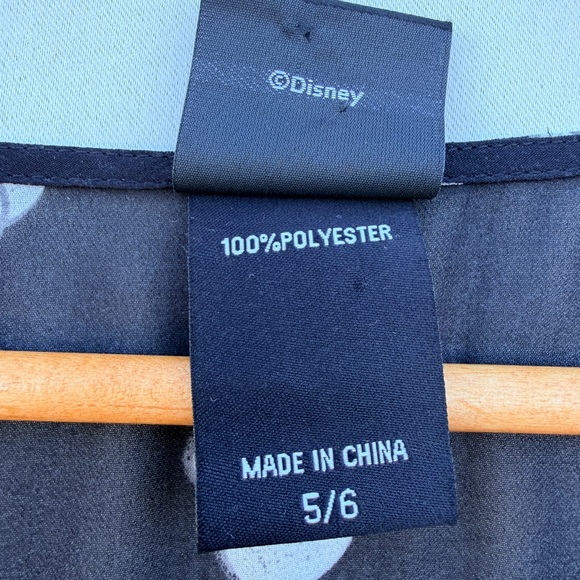 ©Disney
100%POLYESTER
MADE IN CHINA
5/6